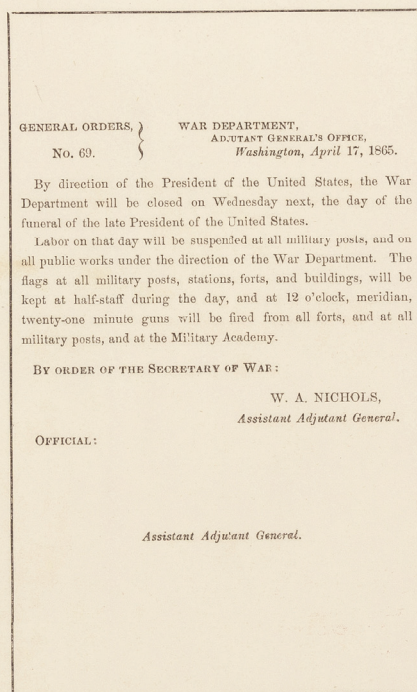 GENERAL ORDERS,
No. 69.
WAR DEPARTMENT,
ADJUTANT GENERAL'S OFFICE,
Washington, April 17, 1865.
By direction of the President of the United States, the War
Department will be closed on Wednesday next, the day of the
funeral of the late President of the United States.
Labor on that day will be suspended at all military posts, and on
all public works under the direction of the War Department. The
flags at all military posts, stations, forts, and buildings, will be
kept at half-staff during the day, and at 12 o'clock, meridian,
twenty-one minute guns will be fired from all forts, and at all
military posts, and at the Military Academy.
BY ORDER OF THE SECRETARY OF WAR:
W. A. NICHOLS,
Assistant Adjutant General.
OFFICIAL:
Assistant Adjutant General.